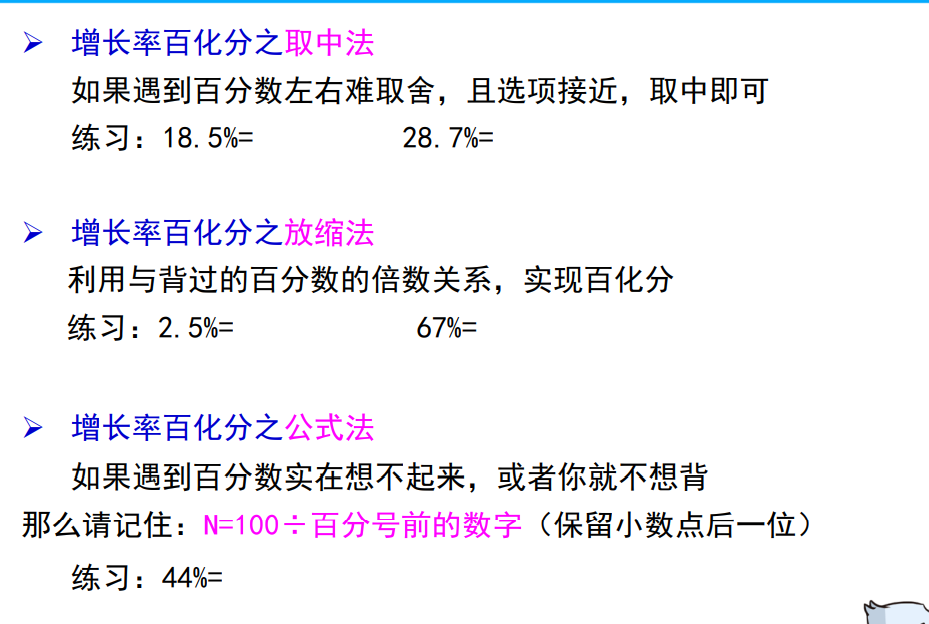 增长率百化分之取中法
如果遇到百分数左右难取舍，且选项接近，取中即可
练习：18.5%= 28.7%=
增长率百化分之放缩法
利用与背过的百分数的倍数关系，实现百化分
练习：2.5%= 67%=
增长率百化分之公式法
如果遇到百分数实在想不起来，或者你就不想背
那么请记住：N=100÷百分号前的数字（保留小数点后一位）
练习：44%=